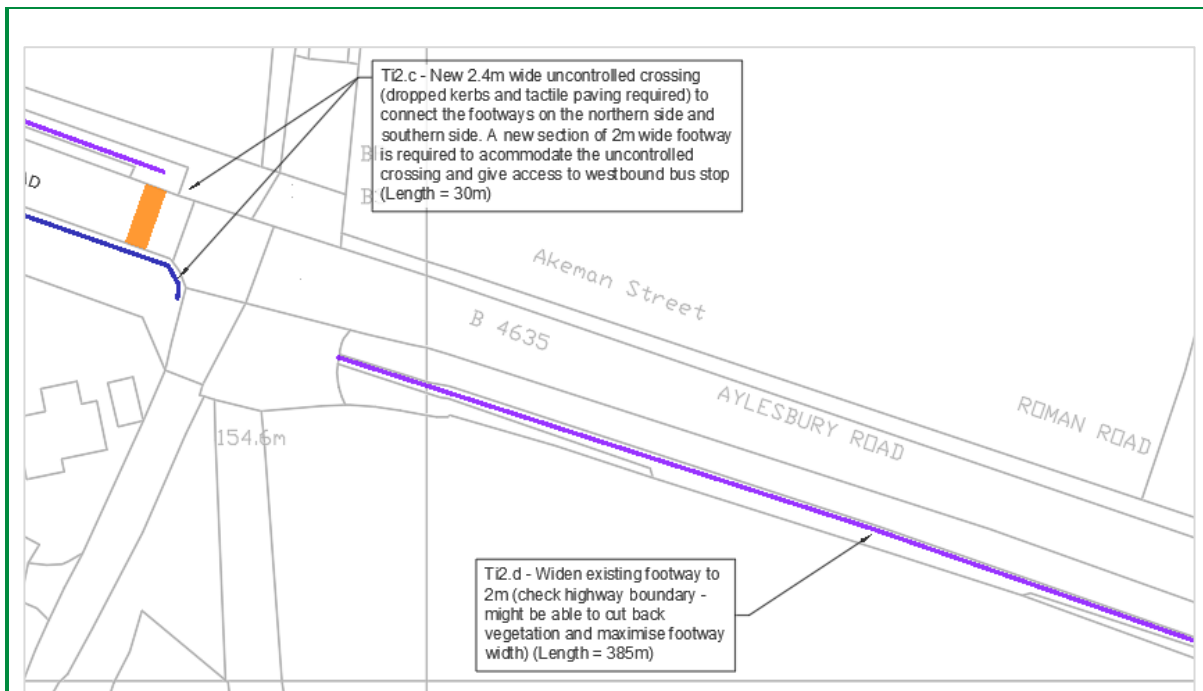 Ti2.c - New 2.4m wide uncontrolled crossing
(dropped kerbs and tactile paving required) to
connect the footways on the northern side and
southern side. A new section of 2m wide footway
is required to acommodate the uncontrolled
crossing and give access to westbound bus stop
(Length = 30m)
D
B
B
Akeman Street
B 4635
AYLESBURY ROAD
ROMAN ROAD
154.6m
Ti2.d - Widen existing footway to
2m (check highway boundary -
might be able to cut back
vegetation and maximise footway
width) (Length = 385m)